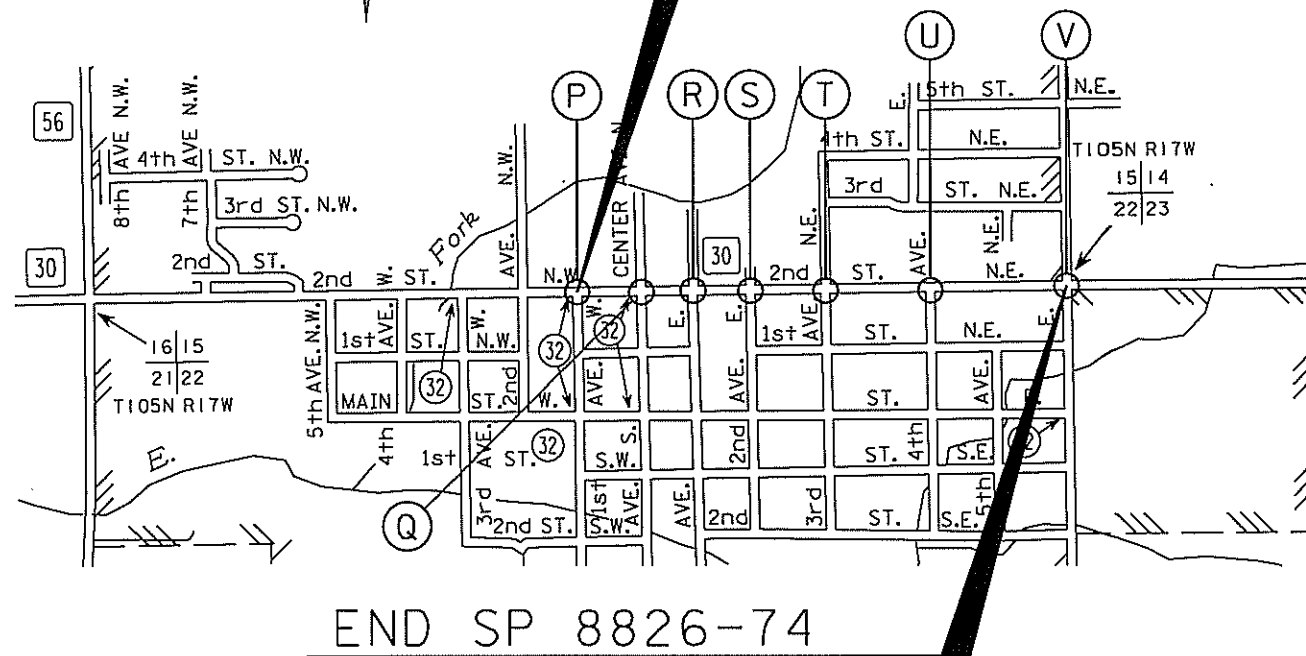 P
R
S
T
U
V
56
30
8th AVE N.W.
7th AVE N.W.
4th ST. N.W.
3rd ST. N.W.
2nd ST.
2nd ST. N.W.
W.
Fork
AVE. N.W.
CENTER
30
2nd ST. N.E.
5th ST. N.E.
4th ST. N.E.
3rd ST. N.E.
E.
N.E.
AVE.
N.E.
T105N R17W
15 14
22 23
16 15
21 22
T105N R17W
1st ST. N.W.
AVE.
W.
1st ST. N.E.
AVE.
E.
E.
E.
W.
32
32
32
32
MAIN ST.
W.
ST.
5th AVE. N.W.
2nd
AVE.
AVE.
AVE.
E.
4th
1st ST.
S.W.
S.
ST. S.E.
3rd AVE.
2nd
4th
5th
2nd ST. S.W.
1st
AVE.
AVE.
2nd ST. S.E.
3rd
Q
END SP 8826-74